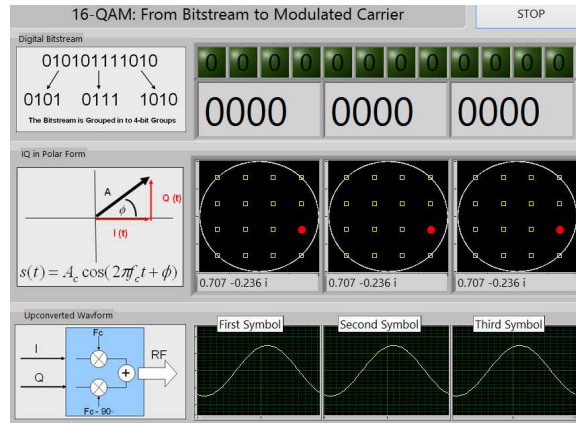 16-QAM: From Bitstream to Modulated Carrier
STOP
Digital Bitstream
010101111010
0101 0111 1010
The Bitstream is Grouped in to 4-bit Groups
0 0 0 0 0 0 0 0 0 0 0 0
0000 0000 0000
IQ in Polar Form
A
Q (t)
ϕ
I (t)
s(t) = A_c cos(2πf_c t + ϕ)
0.707 -0.236 i
0.707 -0.236 i
0.707 -0.236 i
Upconverted Wavform
Fc
I
RF
Q
Fc - 90
First Symbol
Second Symbol
Third Symbol